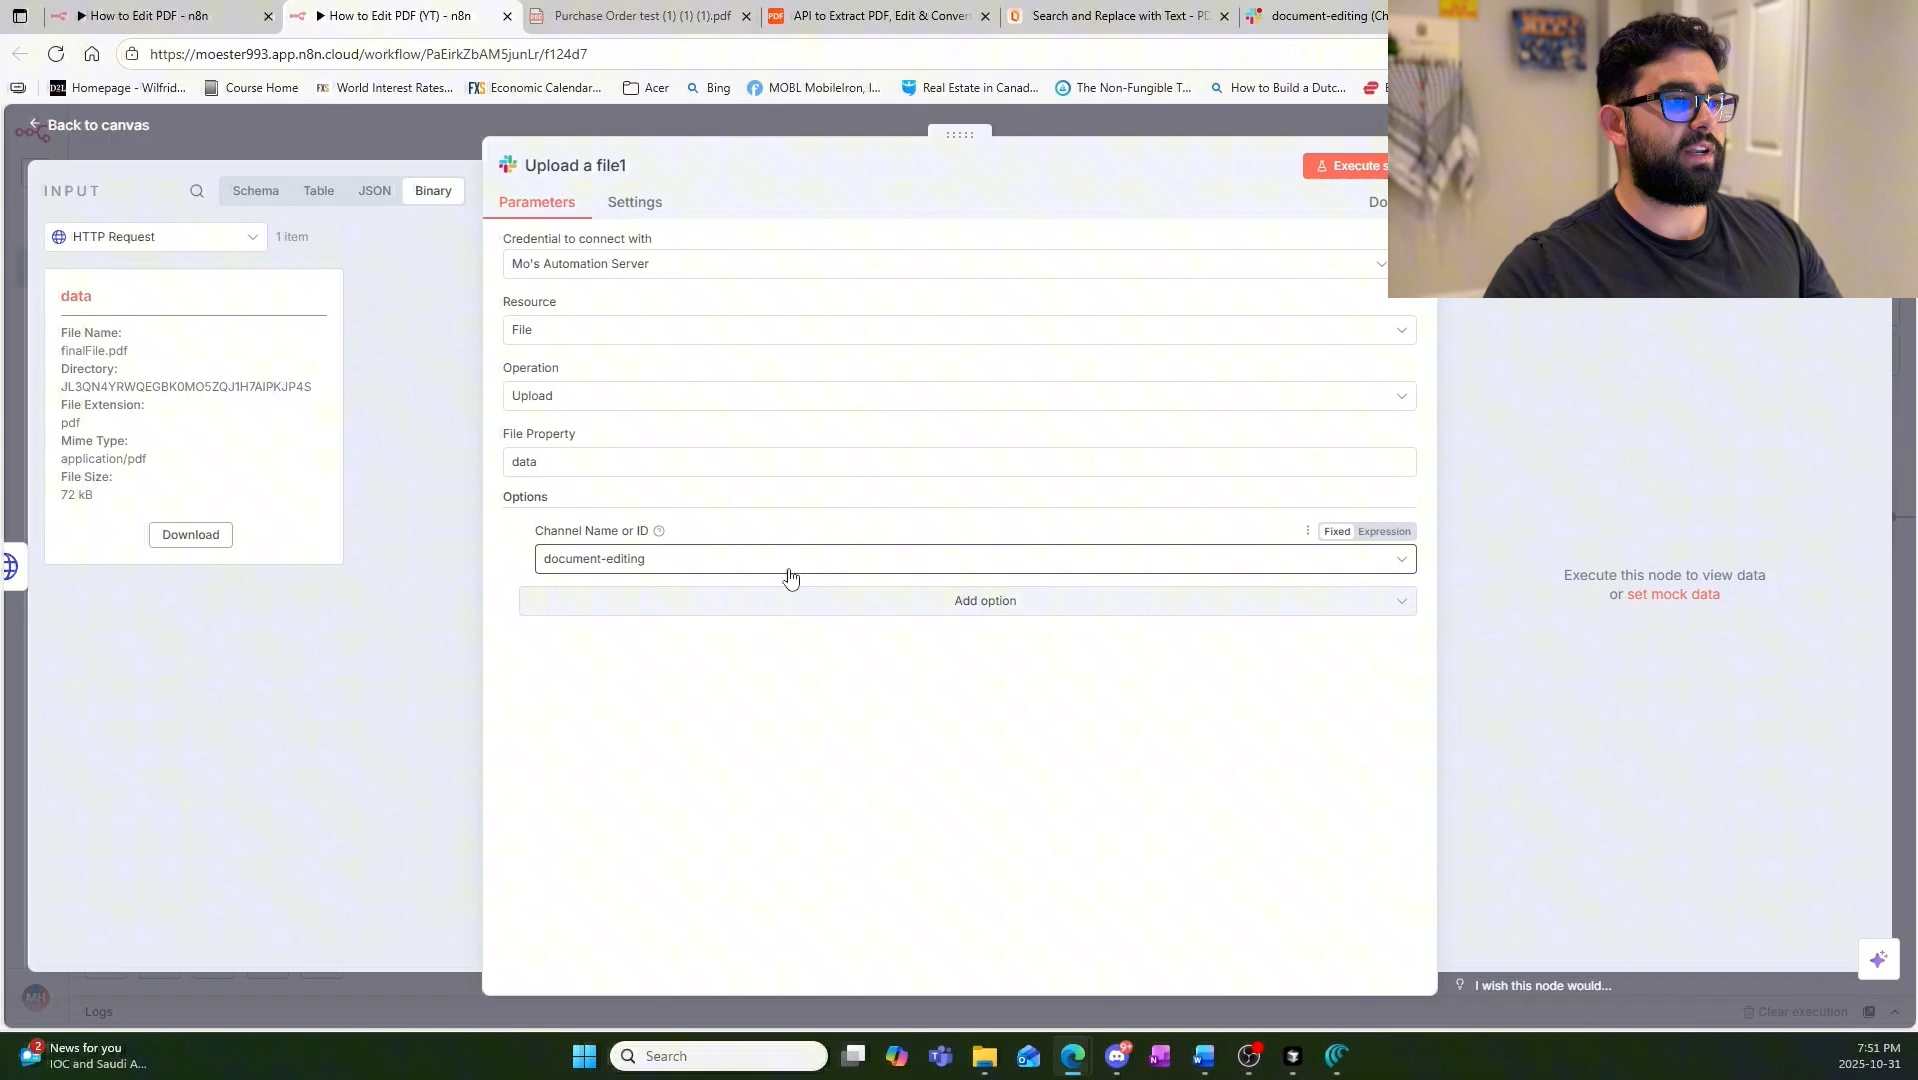 How to Edit PDF - n8n
How to Edit PDF (YT) - n8n
Purchase Order test (1) (1) (1).pdf
API to Extract PDF, Edit & Conver
Search and Replace with Text - PD
document-editing (Ch
https://moester993.app.n8n.cloud/workflow/PaEirkZbAM5junLr/f124d7
Homepage - Wilfrid...
Course Home
FXS
World Interest Rates...
FXS
Economic Calendar...
Acer
Bing
MOBL MobileIron, I...
Real Estate in Canad...
The Non-Fungible T...
How to Build a Dutc...
Back to canvas
INPUT
Schema
Table
JSON
Binary
HTTP Request
1 item
data
File Name:
finalFile.pdf
Directory:
JL3QN4YRWQEGBK0MO5ZQJ1H7AIPKJP4S
File Extension:
pdf
Mime Type:
application/pdf
File Size:
72 kB
Download
Upload a file1
Execute s
Parameters
Settings
Do
Credential to connect with
Mo's Automation Server
Resource
File
Operation
Upload
File Property
data
Options
Channel Name or ID
Fixed
Expression
document-editing
Add option
Execute this node to view data
or set mock data
I wish this node would...
MH
Logs
Clear execution
2
News for you
IOC and Saudi A...
Search
9+
7:51 PM
2025-10-31